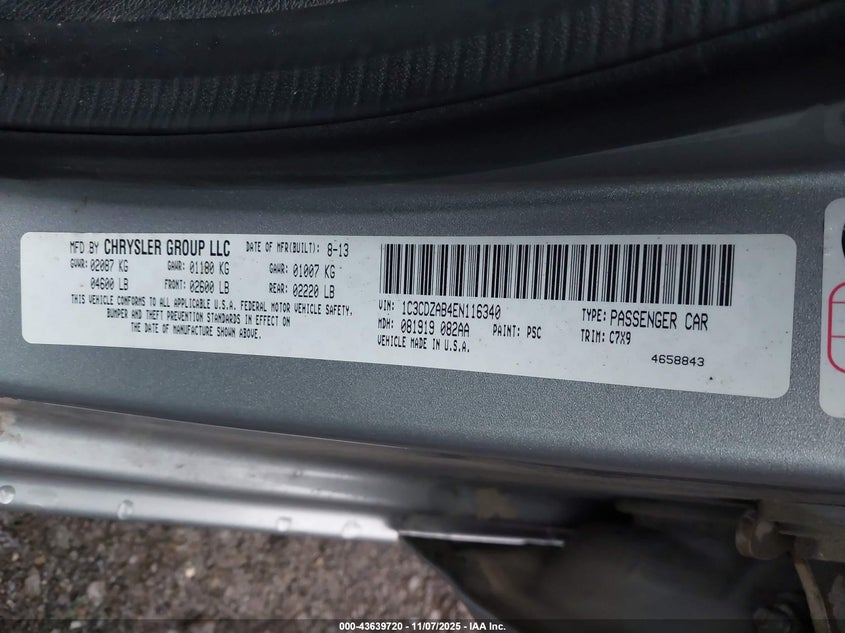 MFD BY CHRYSLER GROUP LLC DATE OF MFR(BUILT): 8-13
GVWR: 02087 KG GAWR: 01180 KG GAWR: 01007 KG
04600 LB FRONT: 02600 LB REAR: 02220 LB
THIS VEHICLE CONFORMS TO ALL APPLICABLE U.S.A. FEDERAL MOTOR VEHICLE SAFETY,
BUMPER AND THEFT PREVENTION STANDARDS IN EFFECT ON
THE DATE OF MANUFACTURE SHOWN ABOVE.
VIN: 1C3CDZAB4EN116340 TYPE: PASSENGER CAR
MDH: 081919 082AA PAINT: PSC TRIM: C7X9
VEHICLE MADE IN U.S.A.
4658843
000-43639720 - 11/07/2025 - IAA Inc.